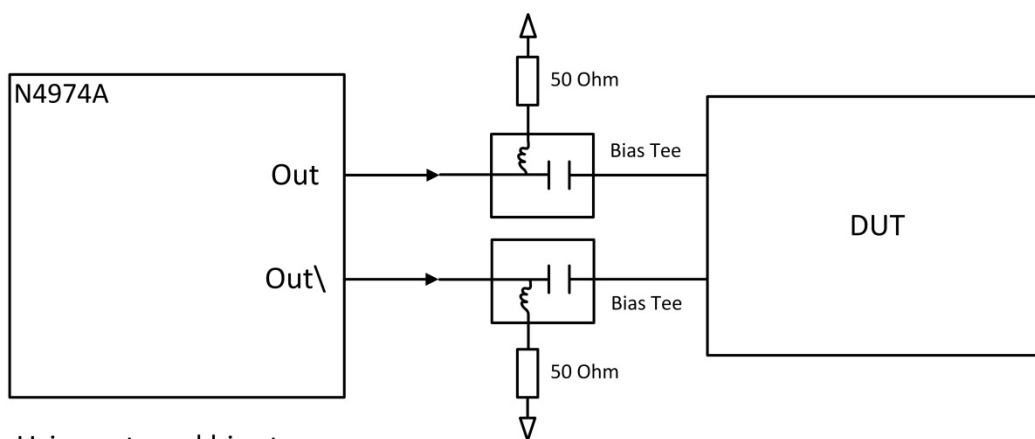 N4974A
50 Ohm
Out
Bias Tee
DUT
Out\
Bias Tee
50 Ohm